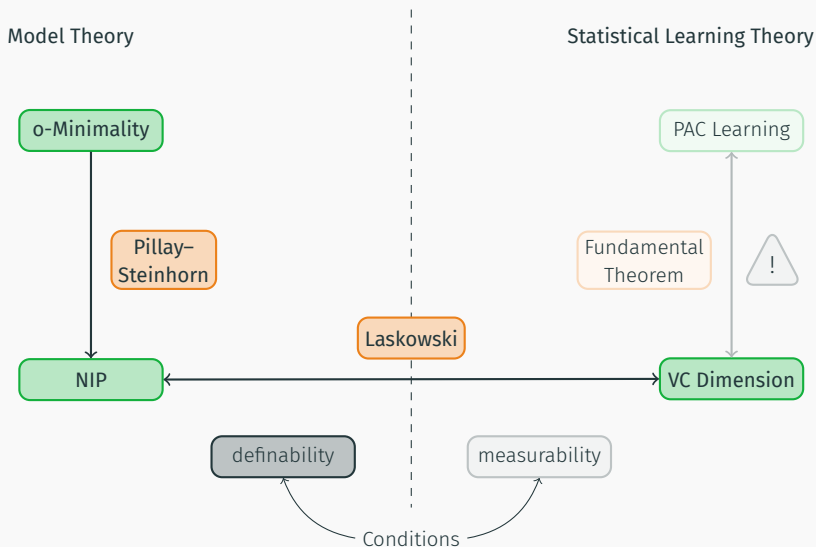 Model Theory
Statistical Learning Theory
o-Minimality
PAC Learning
Pillay–
Steinhorn
Fundamental
Theorem
!
Laskowski
NIP
VC Dimension
definability
measurability
Conditions